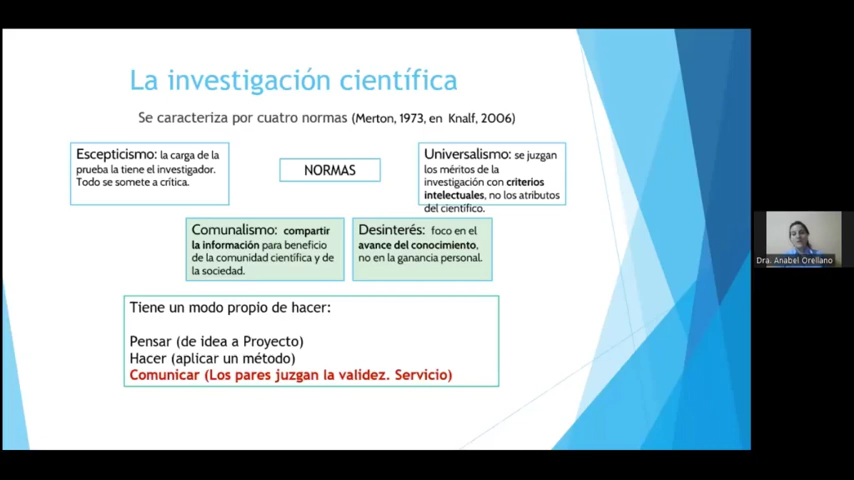 La investigación científica
Se caracteriza por cuatro normas (Merton, 1973, en Knalf, 2006)
Escepticismo: la carga de la
prueba la tiene el investigador.
Todo se somete a crítica.
NORMAS
Universalismo: se juzgan
los méritos de la
investigación con criterios
intelectuales, no los atributos
del científico.
Comunalismo: compartir
la información para beneficio
de la comunidad científica y de
la sociedad.
Desinterés: foco en el
avance del conocimiento,
no en la ganancia personal.
Tiene un modo propio de hacer:
Pensar (de idea a Proyecto)
Hacer (aplicar un método)
Comunicar (Los pares juzgan la validez. Servicio)
Dra. Anabel Orellano